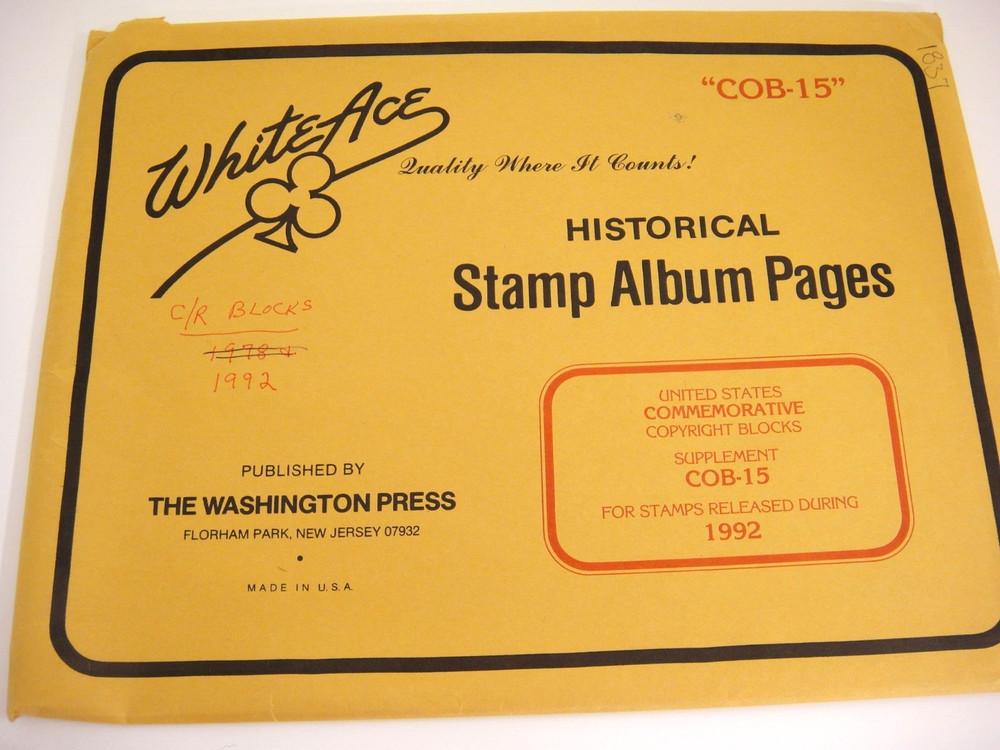 "COB-15"
1837
WhiteAce
Quality Where It Counts!
HISTORICAL
Stamp Album Pages
C/R BLOCKS
1978 &
1992
PUBLISHED BY
THE WASHINGTON PRESS
FLORHAM PARK, NEW JERSEY 07932
•
MADE IN U.S.A.
UNITED STATES
COMMEMORATIVE
COPYRIGHT BLOCKS
SUPPLEMENT
COB-15
FOR STAMPS RELEASED DURING
1992